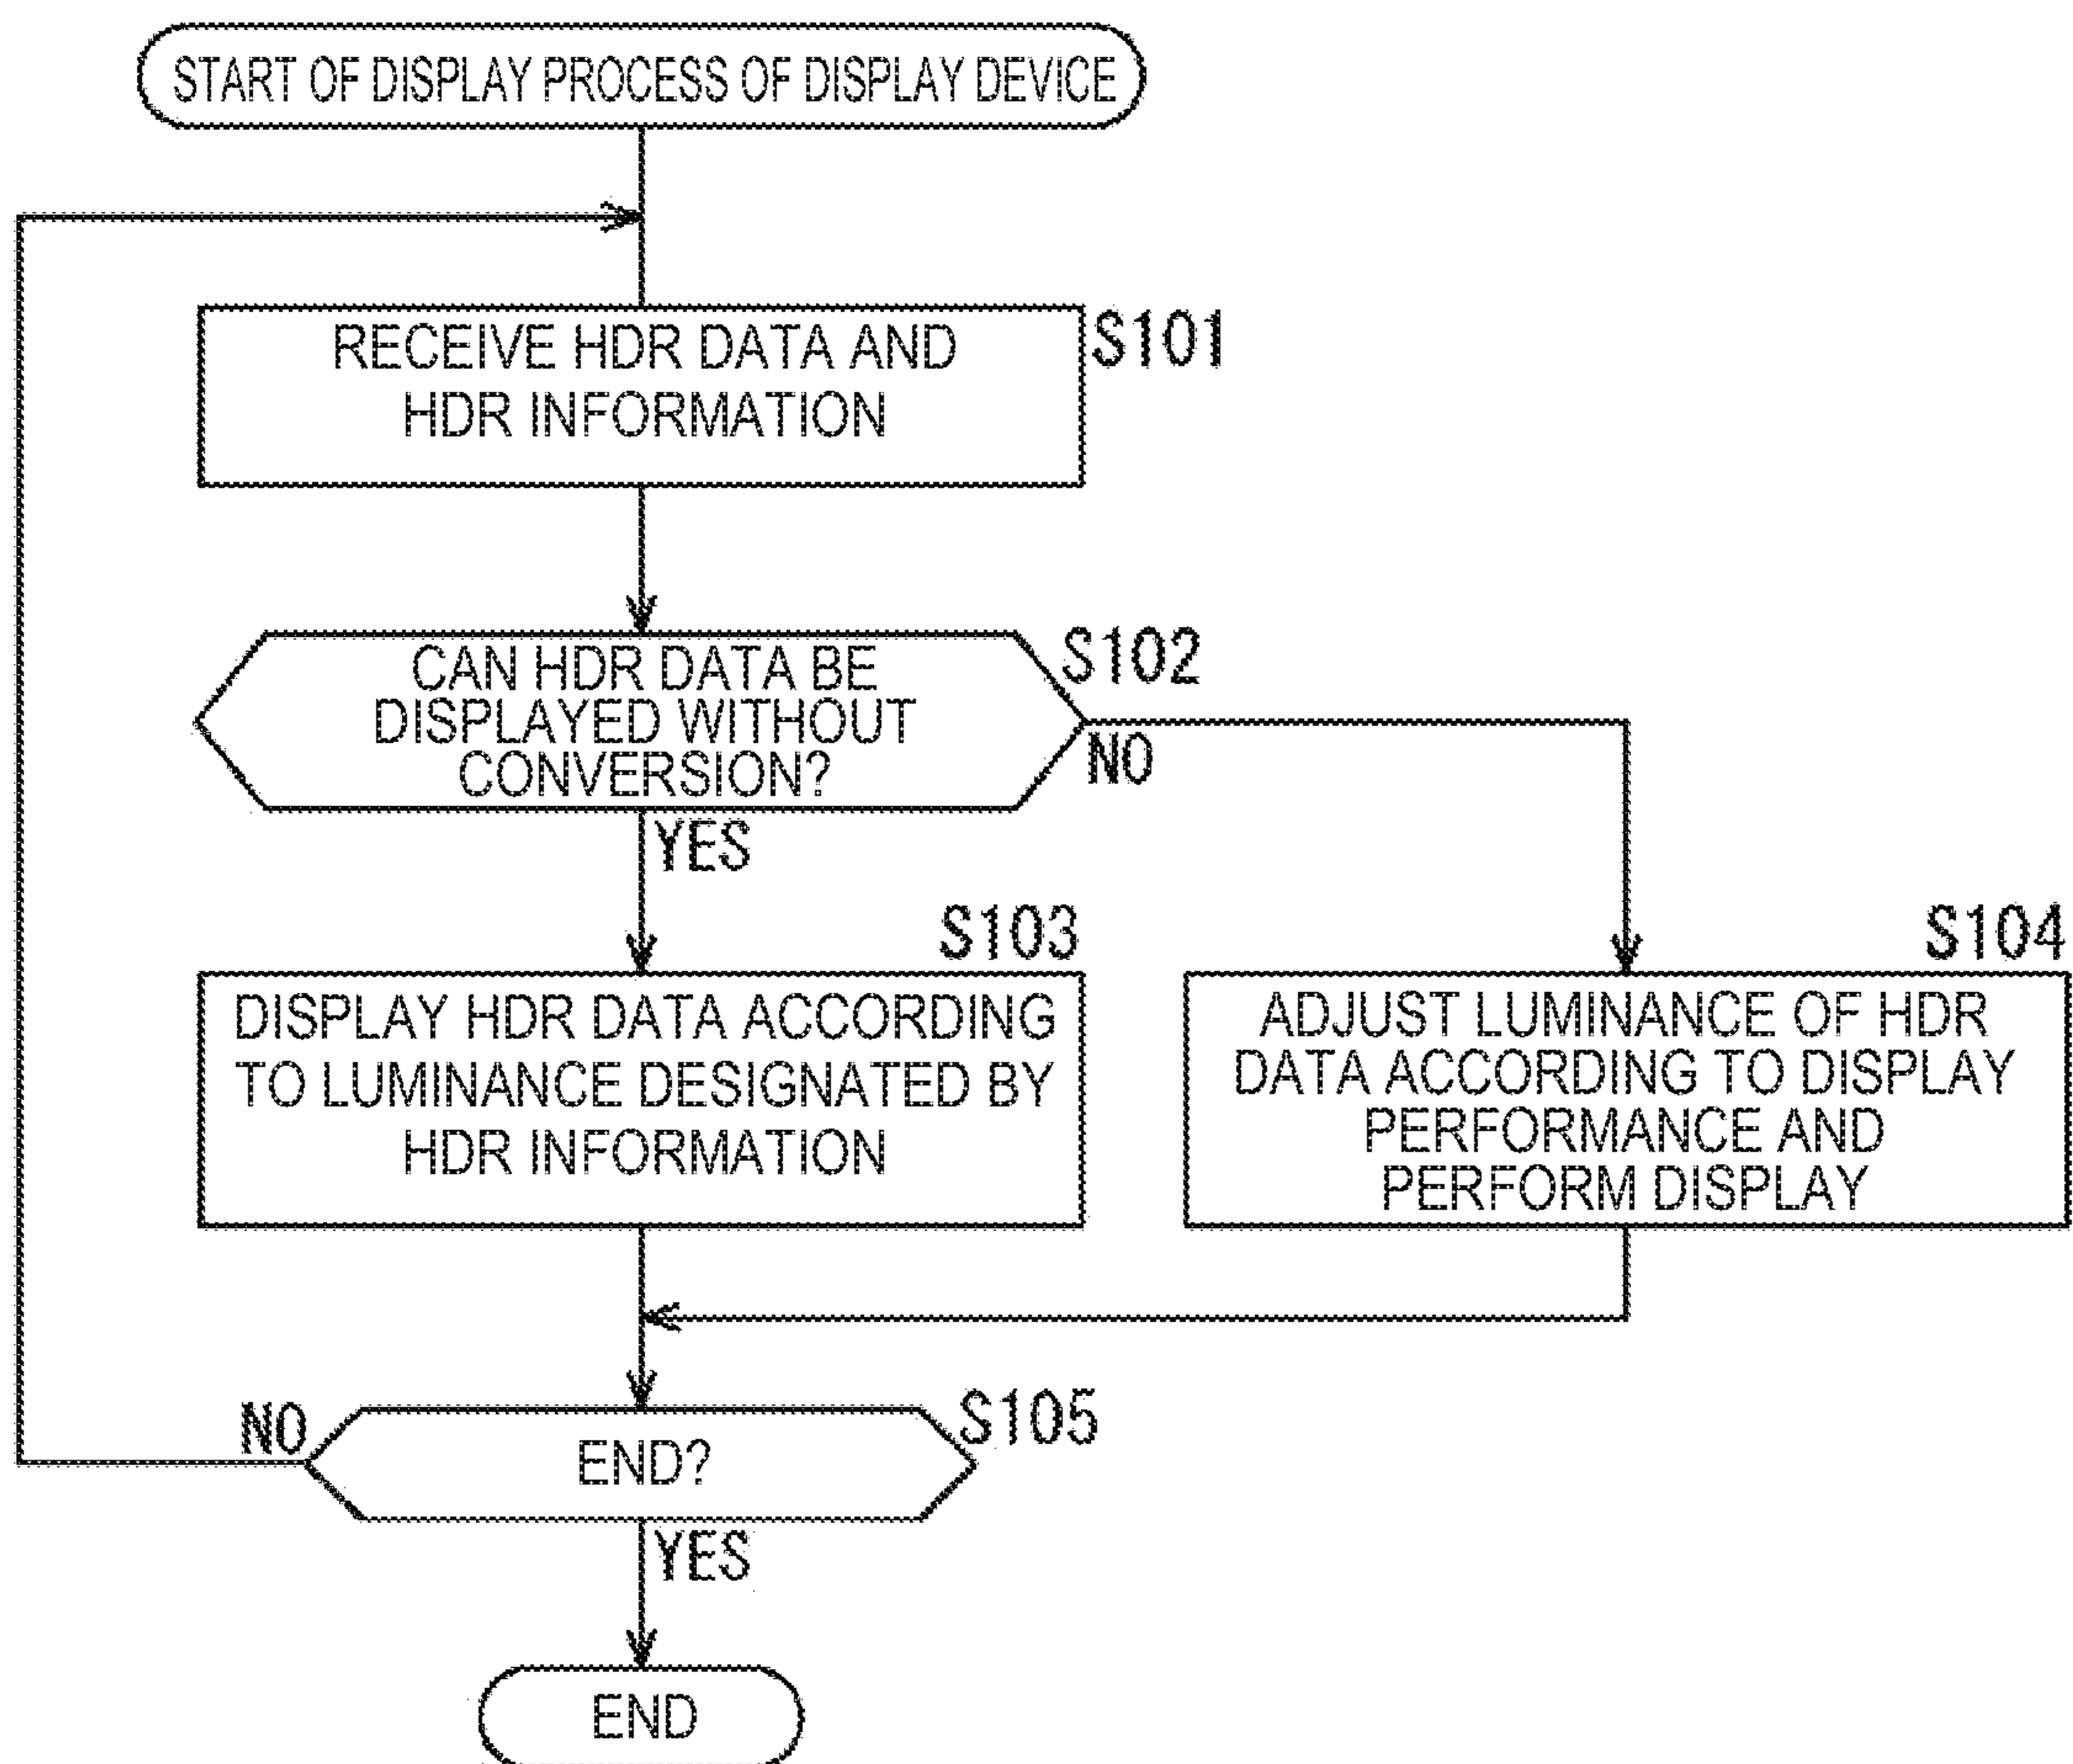 START OF DISPLAY PROCESS OF DISPLAY DEVICE
RECEIVE HDR DATA AND
HDR INFORMATION
S101
CAN HDR DATA BE
DISPLAYED WITHOUT
CONVERSION?
S102
NO
YES
S103
DISPLAY HDR DATA ACCORDING
TO LUMINANCE DESIGNATED BY
HDR INFORMATION
S104
ADJUST LUMINANCE OF HDR
DATA ACCORDING TO DISPLAY
PERFORMANCE AND
PERFORM DISPLAY
NO
END?
S105
YES
END